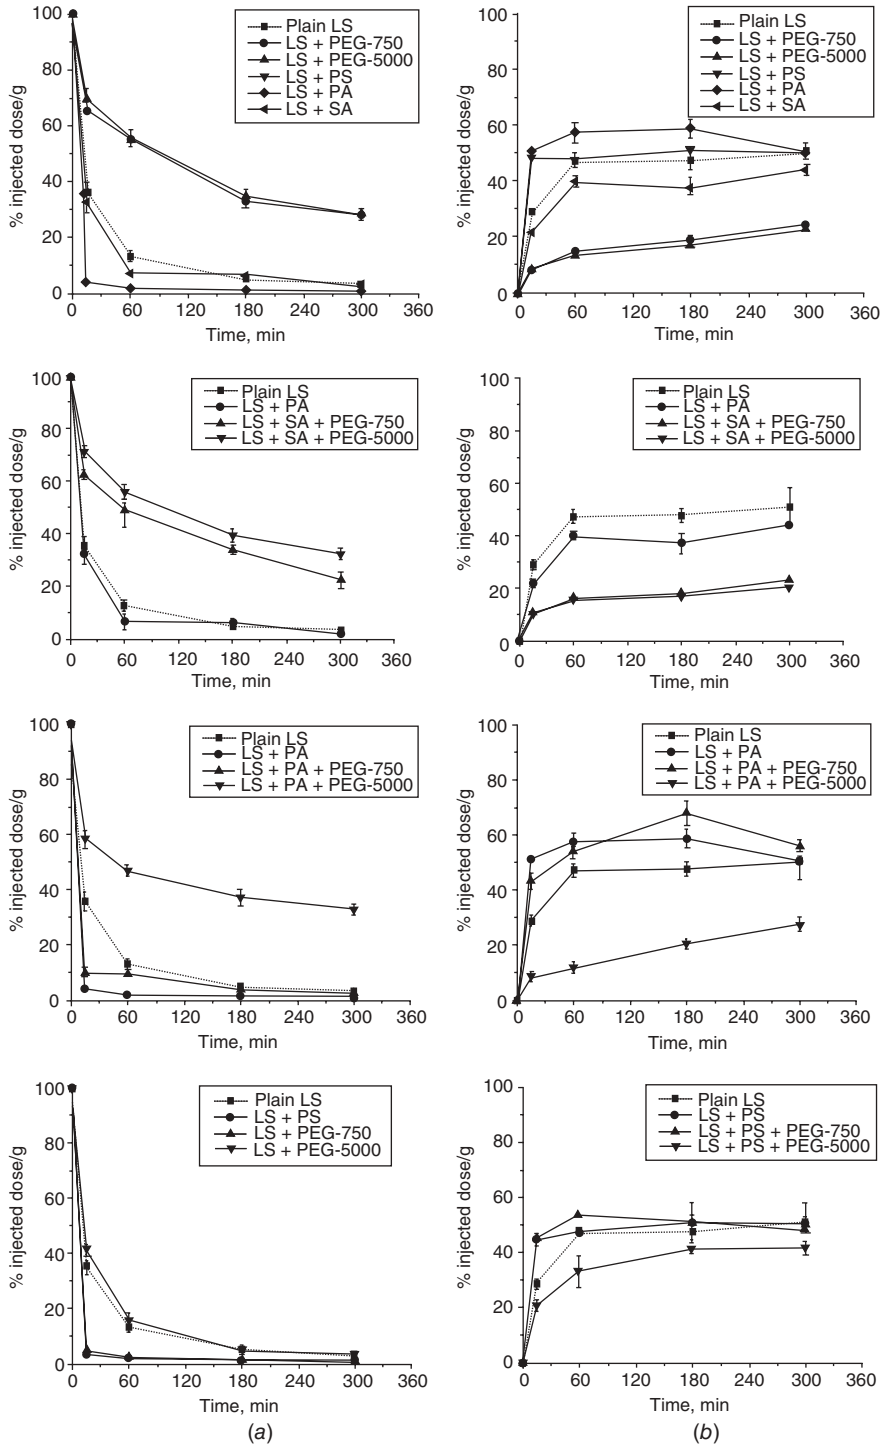 Plain LS
LS + PEG-750
LS + PEG-5000
LS + PS
LS + PA
LS + SA
100
80
60
40
20
0
% injected dose/g
0 60 120 180 240 300 360
Time, min
Plain LS
LS + PEG-750
LS + PEG-5000
LS + PS
LS + PA
LS + SA
100
80
60
40
20
0
% injected dose/g
0 60 120 180 240 300 360
Time, min
Plain LS
LS + PA
LS + SA + PEG-750
LS + SA + PEG-5000
100
80
60
40
20
0
% injected dose/g
0 60 120 180 240 300 360
Time, min
Plain LS
LS + PA
LS + SA + PEG-750
LS + SA + PEG-5000
100
80
60
40
20
0
% injected dose/g
0 60 120 180 240 300 360
Time, min
Plain LS
LS + PA
LS + PA + PEG-750
LS + PA + PEG-5000
100
80
60
40
20
0
% injected dose/g
0 60 120 180 240 300 360
Time, min
Plain LS
LS + PA
LS + PA + PEG-750
LS + PA + PEG-5000
100
80
60
40
20
0
% injected dose/g
0 60 120 180 240 300 360
Time, min
Plain LS
LS + PS
LS + PEG-750
LS + PEG-5000
100
80
60
40
20
0
% injected dose/g
0 60 120 180 240 300 360
Time, min
(a)
Plain LS
LS + PS
LS + PS + PEG-750
LS + PS + PEG-5000
100
80
60
40
20
0
% injected dose/g
0 60 120 180 240 300 360
Time, min
(b)